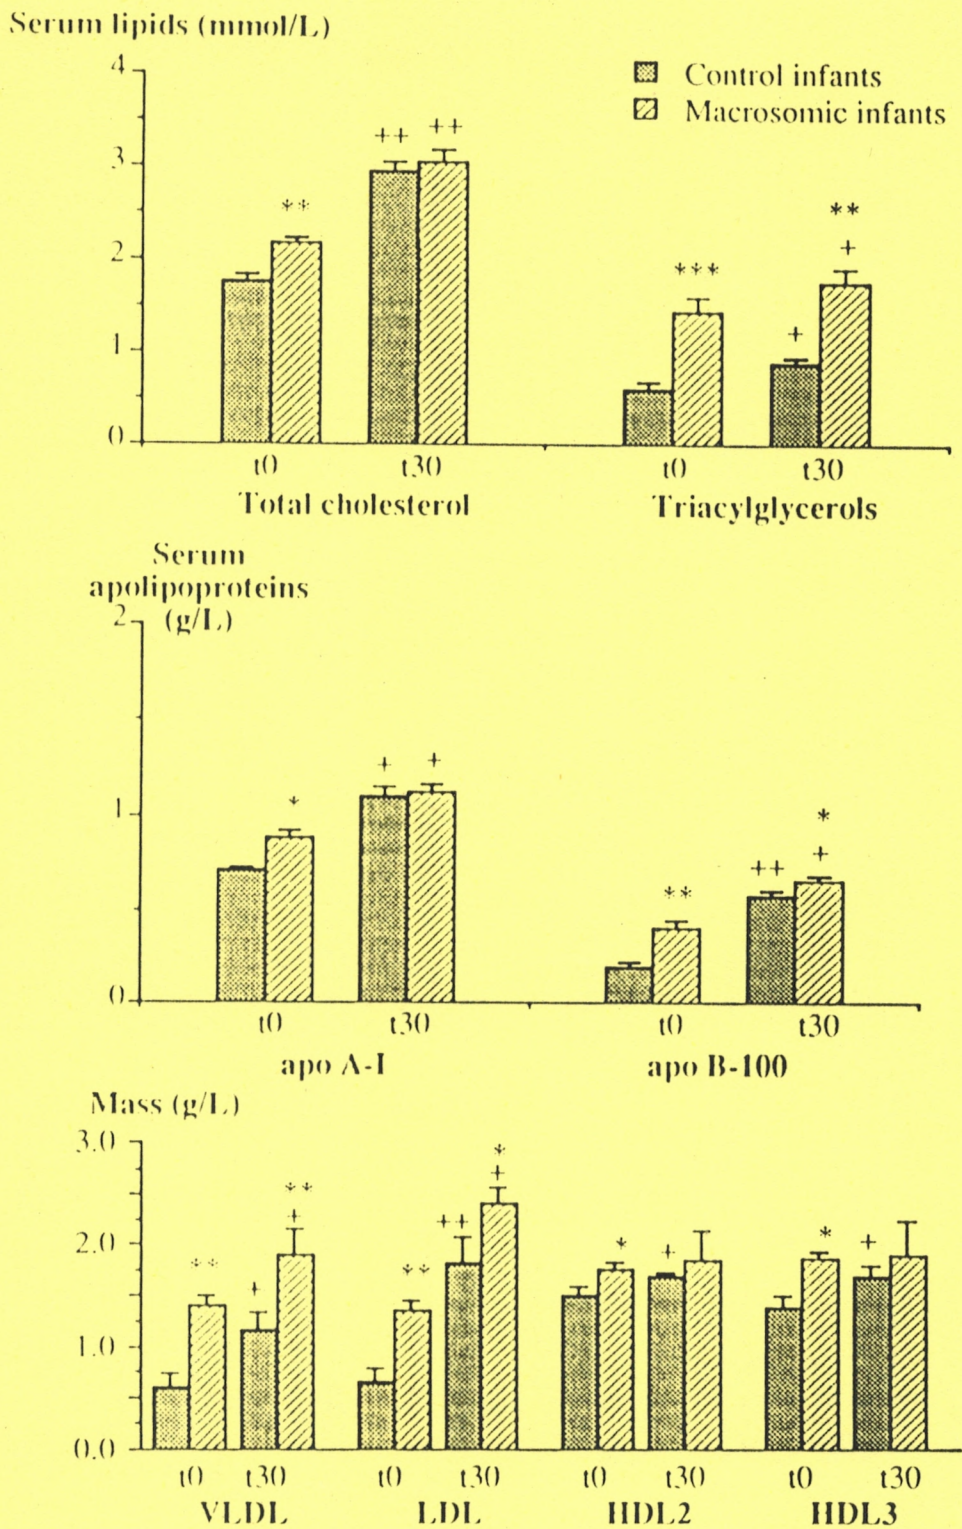 Serum lipids (mmol/L)
4
Control infants
Macrosomic infants
++ ++
3
**
**
2
***
+
+
1
0
t0 t30 t0 t30
Total cholesterol Triacylglycerols
Serum
apolipoproteins
(g/L)
2
+ +
*
1
*
++ +
**
0
t0 t30 t0 t30
apo A-I apo B-100
Mass (g/L)
3.0
*
** ++ +
+
2.0
** + ** * + * +
1.0
0.0
t0 t30 t0 t30 t0 t30 t0 t30
VLDL LDL HDL2 HDL3